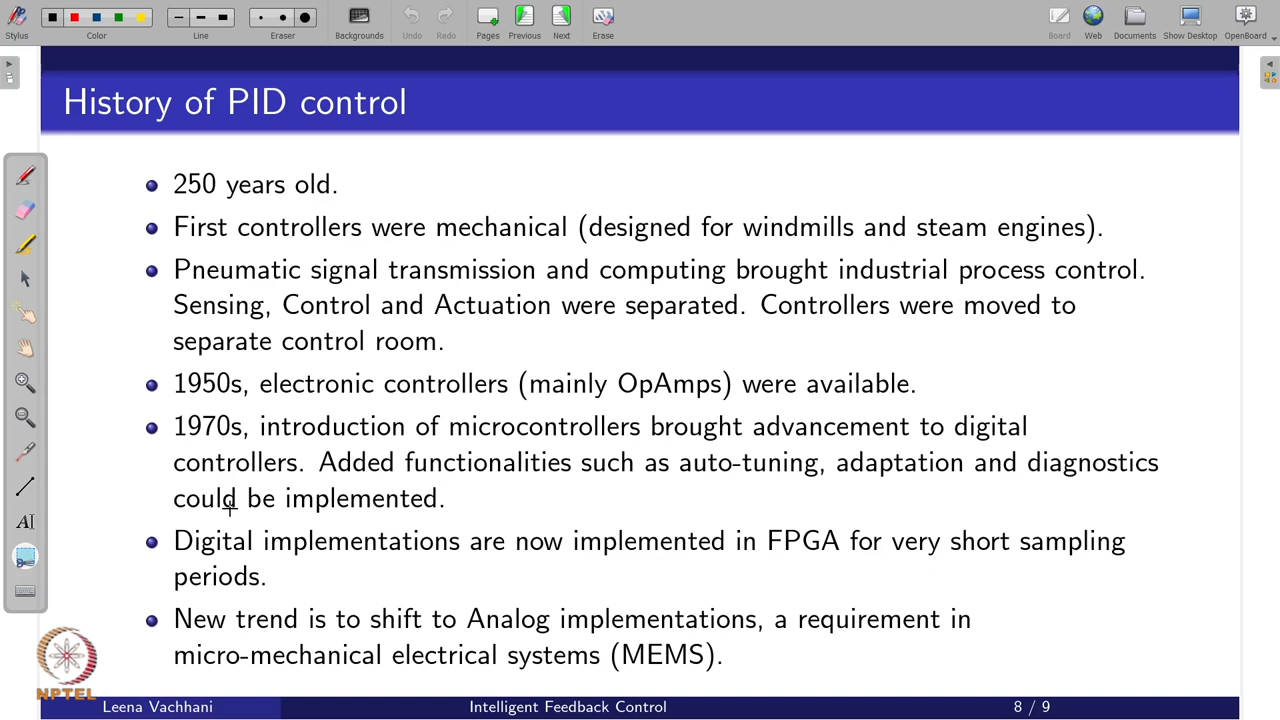 Stylus
Color
Line
Eraser
Backgrounds
Undo
Redo
Pages
Previous
Next
Erase
Board
Web
Documents
Show Desktop
OpenBoard
History of PID control
250 years old.
First controllers were mechanical (designed for windmills and steam engines).
Pneumatic signal transmission and computing brought industrial process control.
Sensing, Control and Actuation were separated. Controllers were moved to
separate control room.
1950s, electronic controllers (mainly OpAmps) were available.
1970s, introduction of microcontrollers brought advancement to digital
controllers. Added functionalities such as auto-tuning, adaptation and diagnostics
could be implemented.
Digital implementations are now implemented in FPGA for very short sampling
periods.
New trend is to shift to Analog implementations, a requirement in
micro-mechanical electrical systems (MEMS).
NPTEL
Leena Vachhani
Intelligent Feedback Control
8 / 9